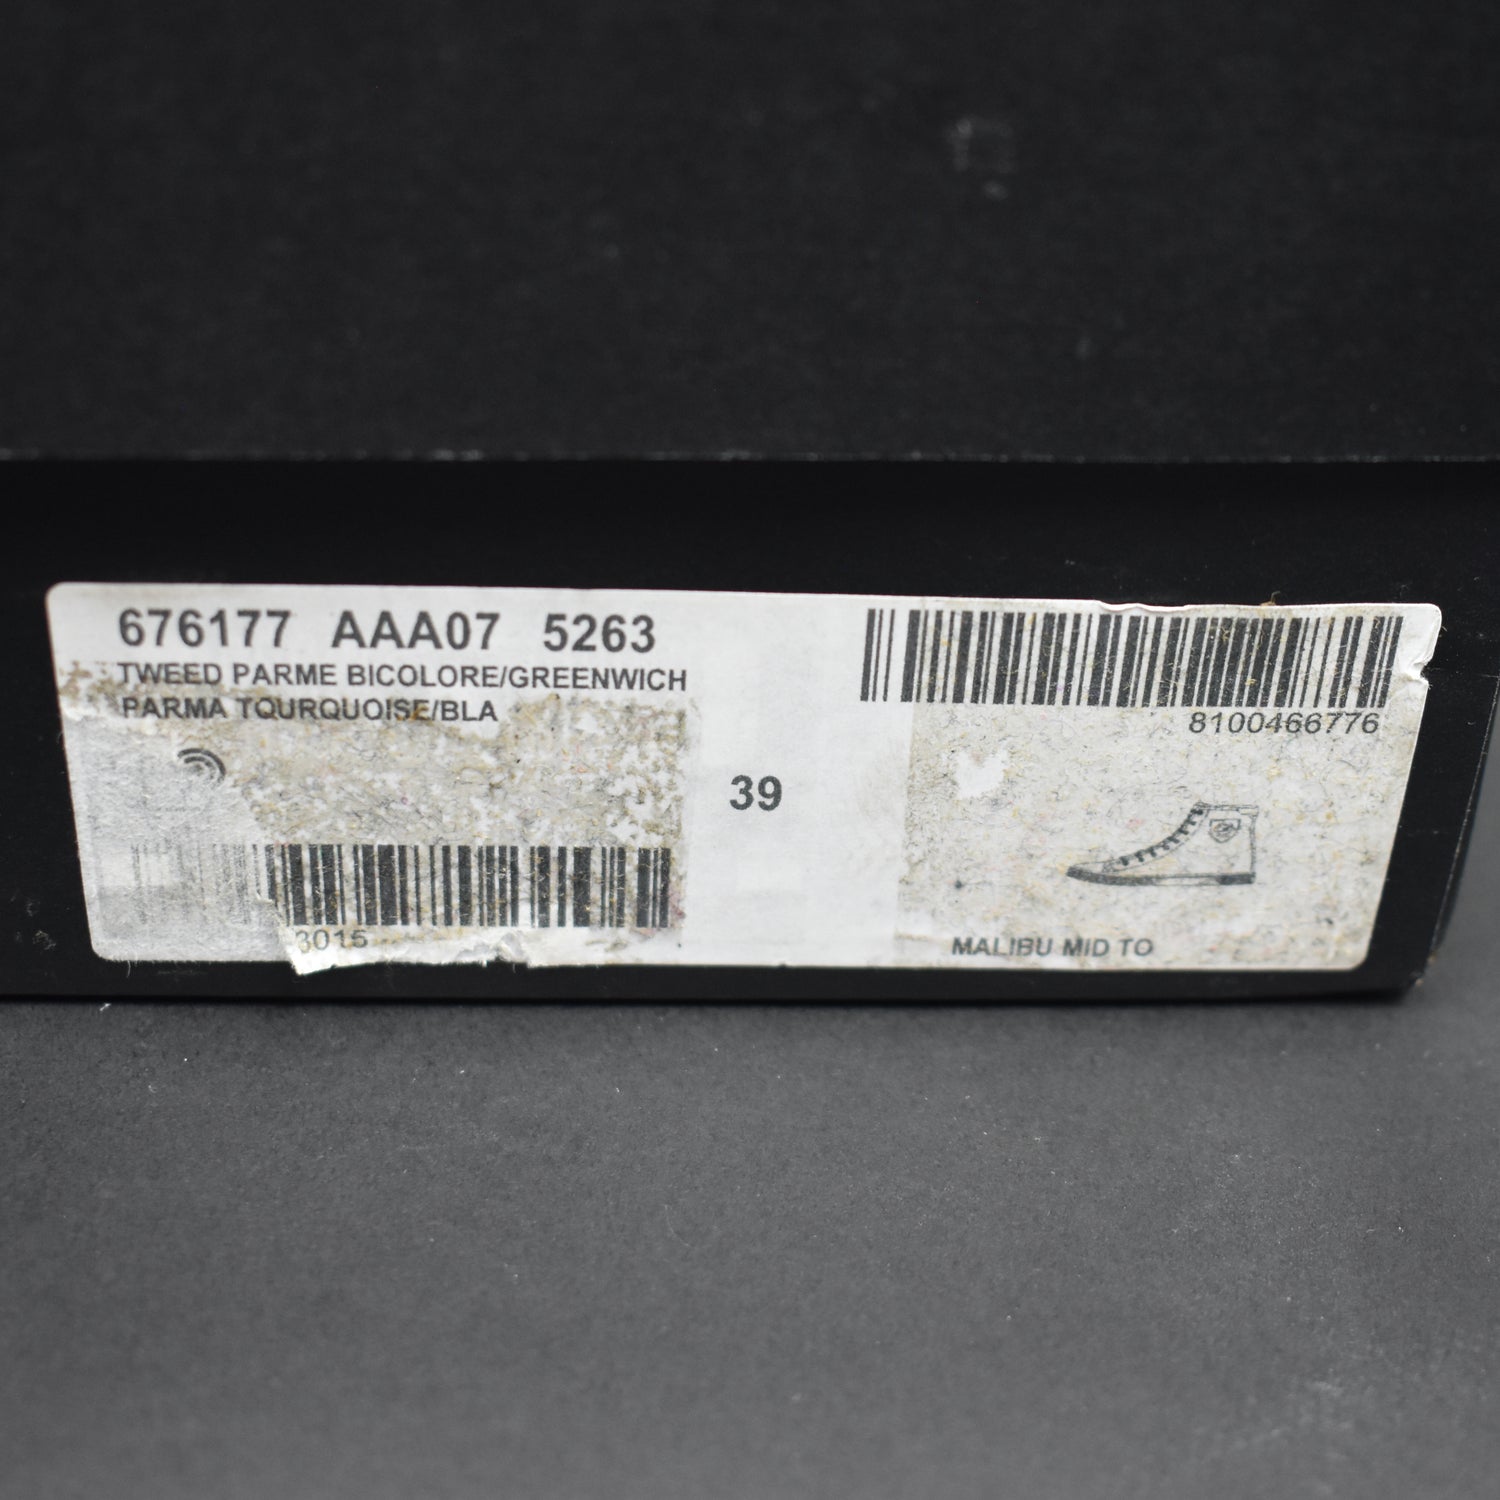 676177 AAA07 5263
TWEED PARME BICOLORE/GREENWICH
PARMA TOURQUOISE/BLA
8100466776
39
3015
MALIBU MID TO